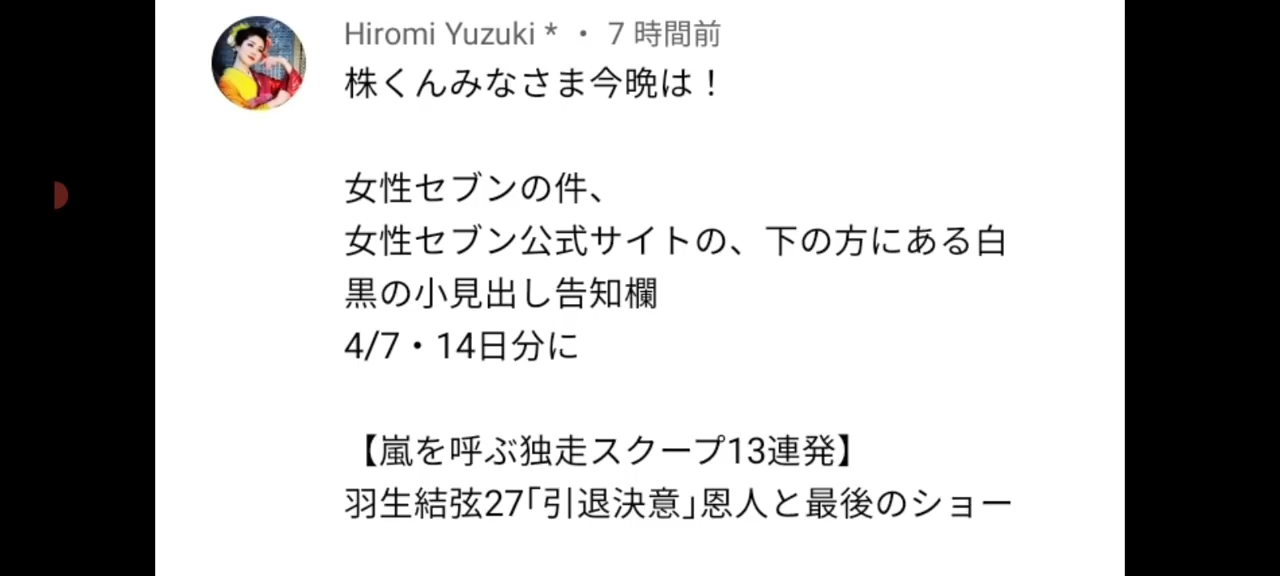 Hiromi Yuzuki * ・ 7 時間前
株くんみなさま今晩は！
女性セブンの件、
女性セブン公式サイトの、下の方にある白
黒の小見出し告知欄
4/7・14日分に
【嵐を呼ぶ独走スクープ13連発】
羽生結弦27｢引退決意｣恩人と最後のショー